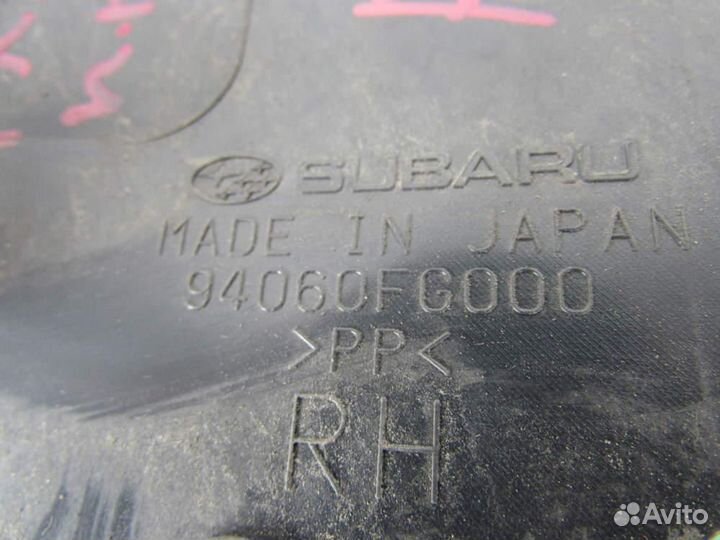 SUBARU
MADE IN JAPAN
94060FG000
>PP<
RH
Avito